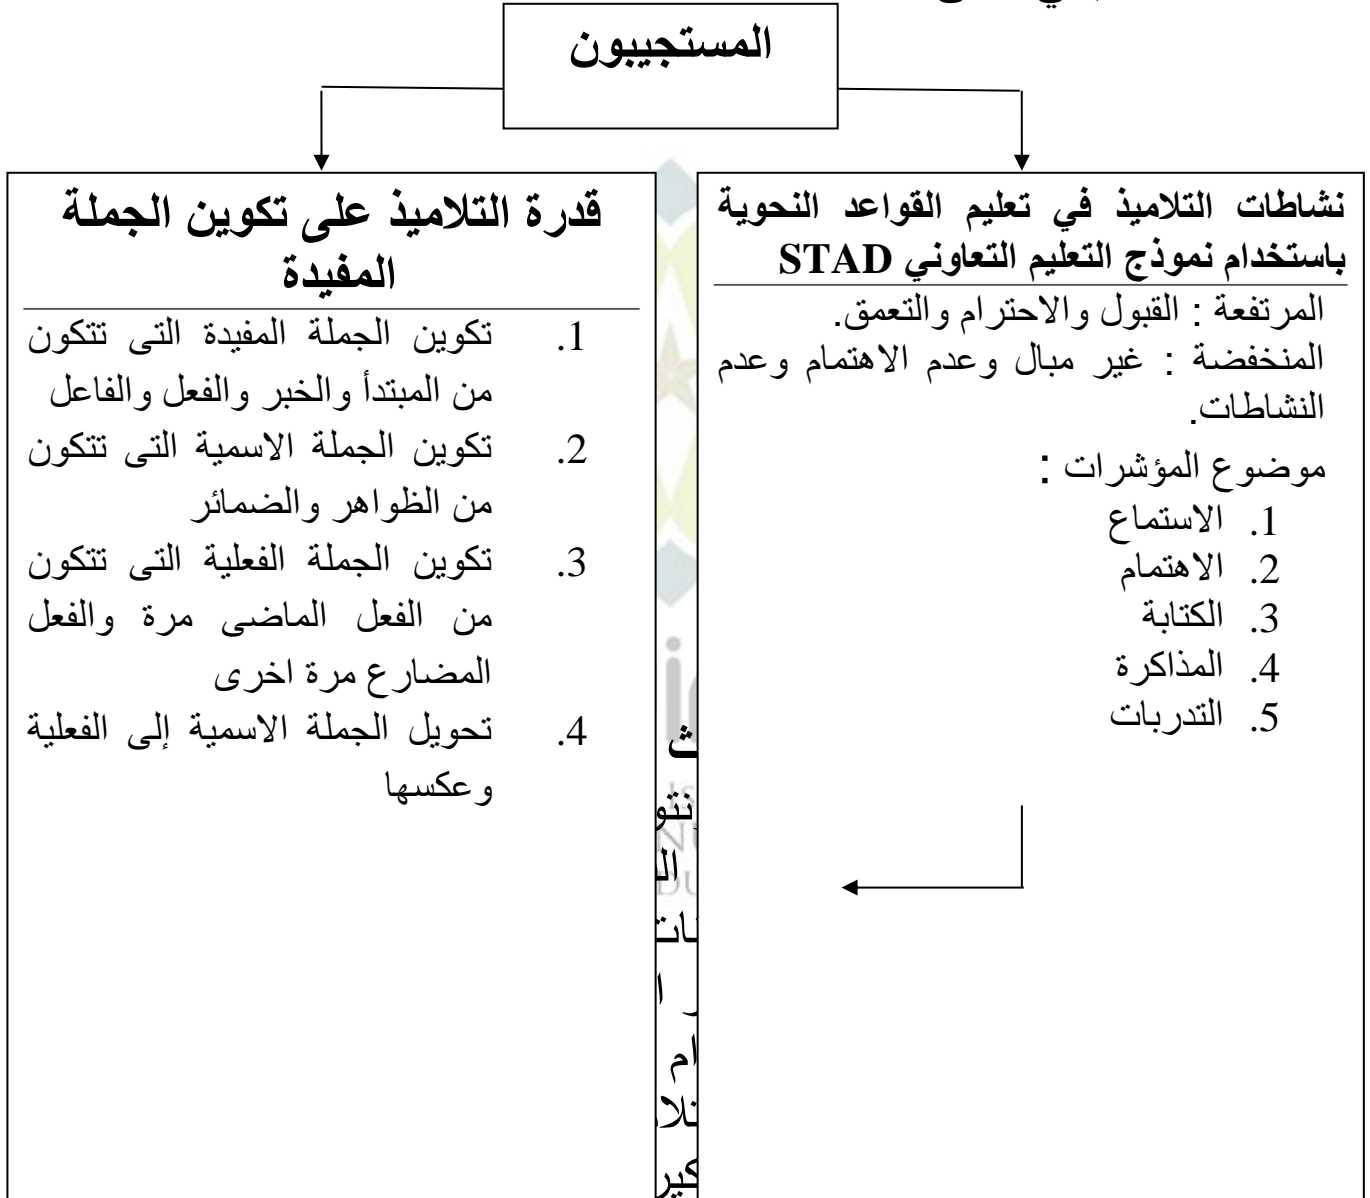 المستجيبون
نشاطات التلاميذ في تعليم القواعد النحوية
باستخدام نموذج التعليم التعاوني STAD
المرتفعة : القبول والاحترام والتعمق.
المنخفضة : غير مبال وعدم الاهتمام وعدم
النشاطات.
موضوع المؤشرات :
1. الاستماع
2. الاهتمام
3. الكتابة
4. المذاكرة
5. التدربات
قدرة التلاميذ على تكوين الجملة
المفيدة
1. تكوين الجملة المفيدة التى تتكون
من المبتدأ والخبر والفعل والفاعل
2. تكوين الجملة الاسمية التى تتكون
من الظواهر والضمائر
3. تكوين الجملة الفعلية التى تتكون
من الفعل الماضى مرة والفعل
المضارع مرة اخرى
4. تحويل الجملة الاسمية إلى الفعلية
وعكسها